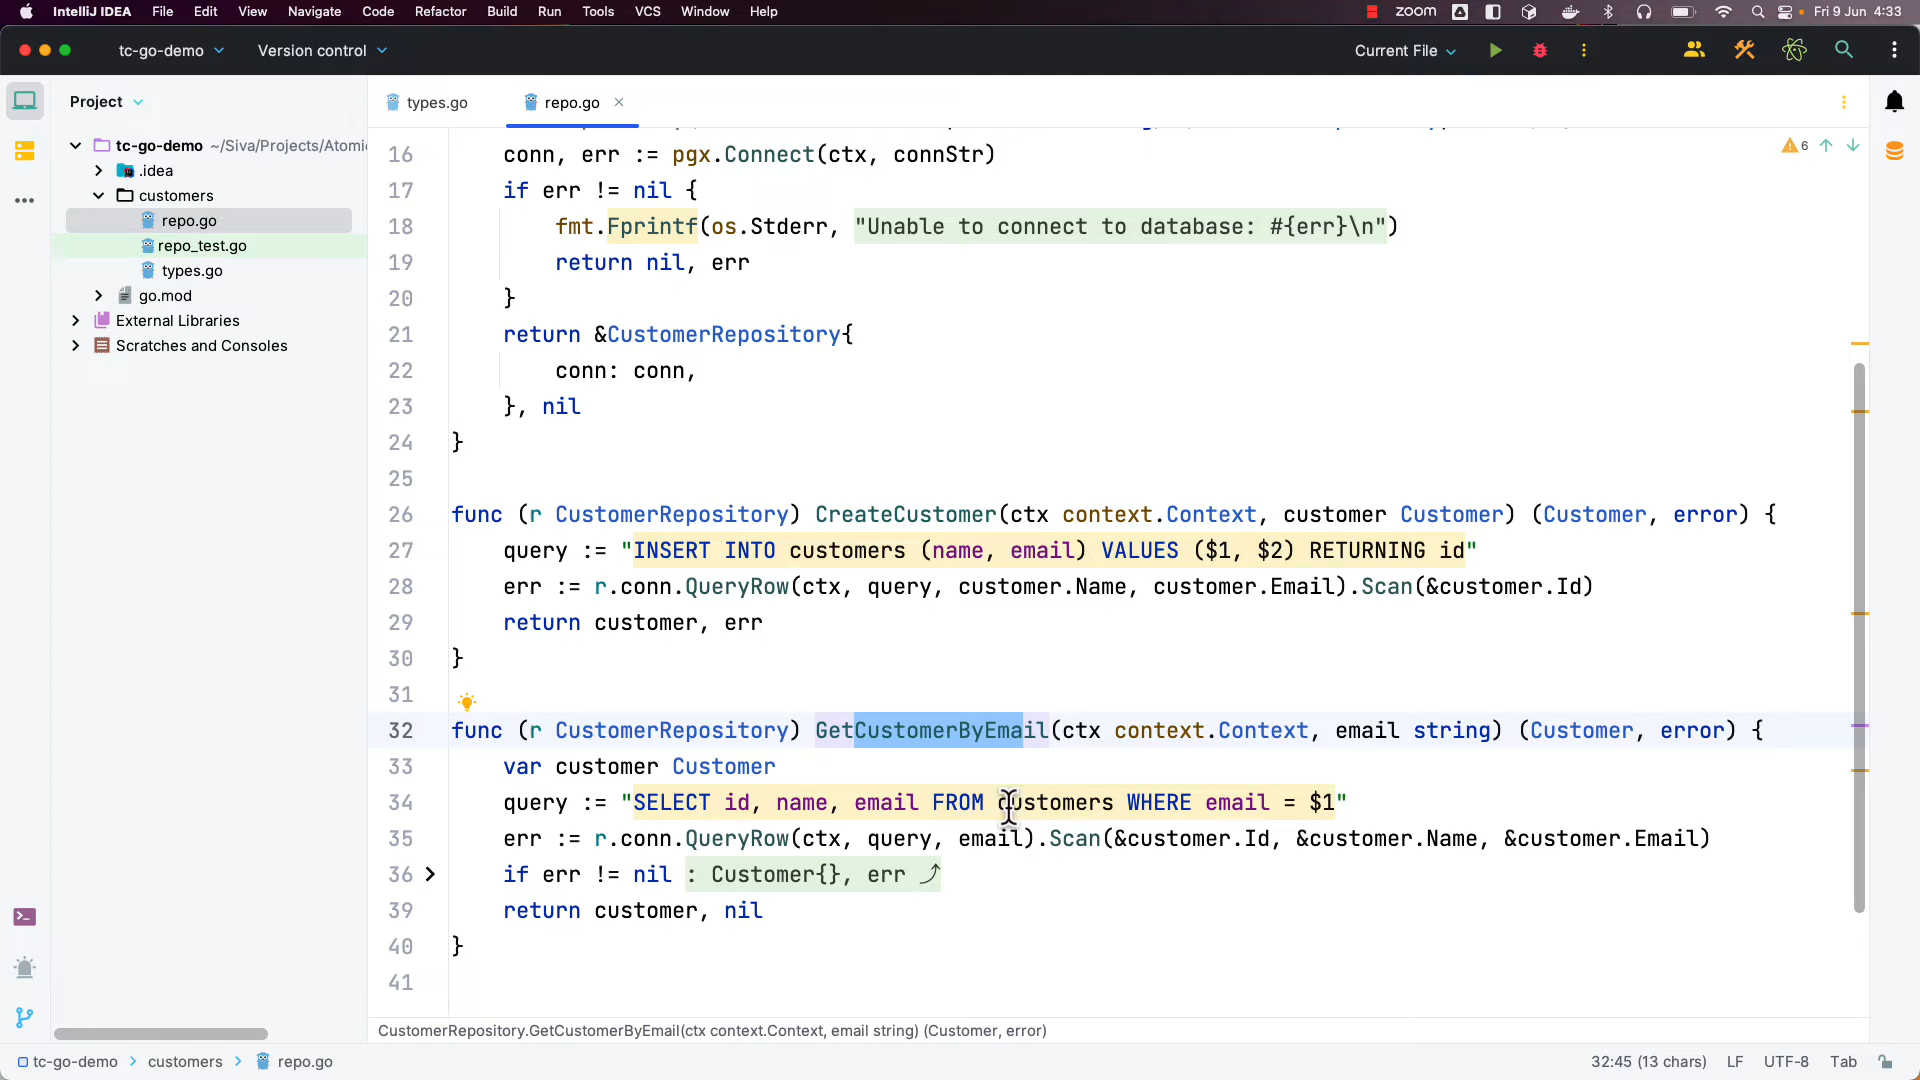 IntelliJ IDEA File Edit View Navigate Code Refactor Build Run Tools VCS Window Help zoom Fri 9 Jun 4:33
tc-go-demo Version control Current File
Project
tc-go-demo ~/Siva/Projects/Atomi
.idea
customers
repo.go
repo_test.go
types.go
go.mod
External Libraries
Scratches and Consoles
types.go repo.go
6
16 conn, err := pgx.Connect(ctx, connStr)
17 if err != nil {
18 fmt.Fprintf(os.Stderr, "Unable to connect to database: #{err}\n")
19 return nil, err
20 }
21 return &CustomerRepository{
22 conn: conn,
23 }, nil
24 }
25
26 func (r CustomerRepository) CreateCustomer(ctx context.Context, customer Customer) (Customer, error) {
27 query := "INSERT INTO customers (name, email) VALUES ($1, $2) RETURNING id"
28 err := r.conn.QueryRow(ctx, query, customer.Name, customer.Email).Scan(&customer.Id)
29 return customer, err
30 }
31
32 func (r CustomerRepository) GetCustomerByEmail(ctx context.Context, email string) (Customer, error) {
33 var customer Customer
34 query := "SELECT id, name, email FROM customers WHERE email = $1"
35 err := r.conn.QueryRow(ctx, query, email).Scan(&customer.Id, &customer.Name, &customer.Email)
36 if err != nil : Customer{}, err
39 return customer, nil
40 }
41
CustomerRepository.GetCustomerByEmail(ctx context.Context, email string) (Customer, error)
tc-go-demo customers repo.go 32:45 (13 chars) LF UTF-8 Tab